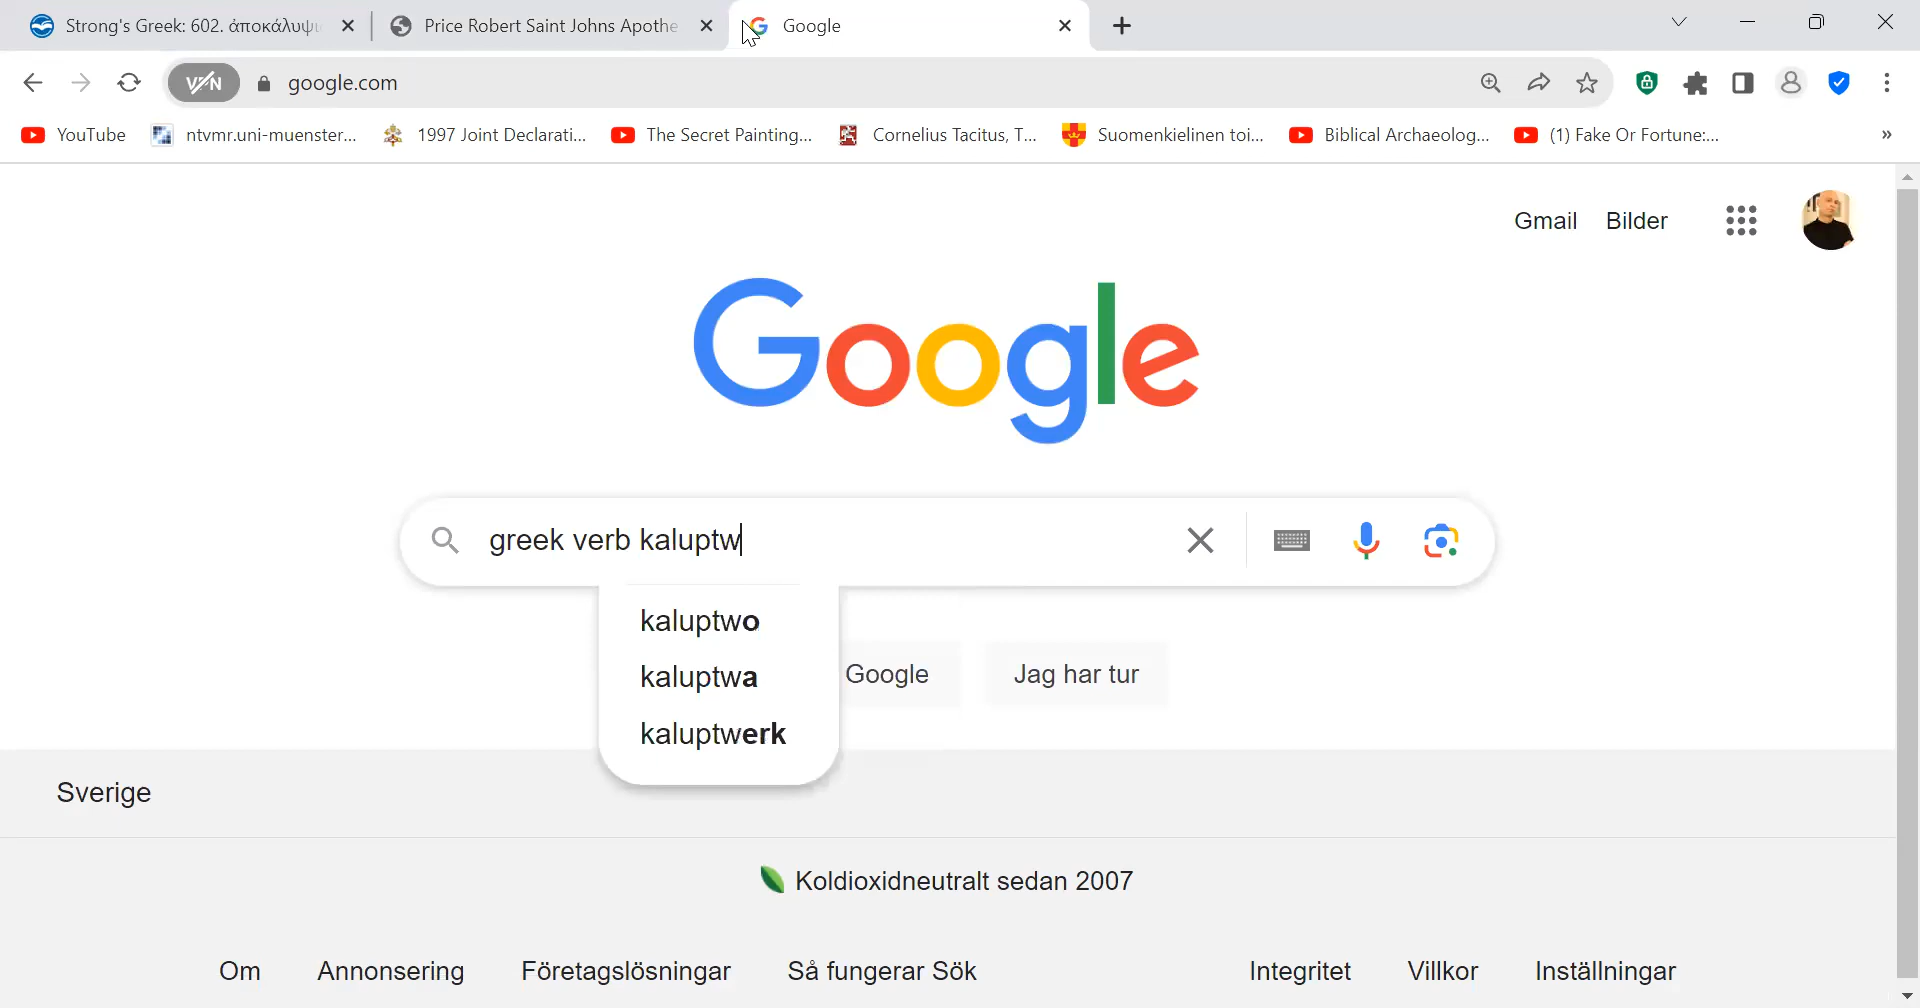 Strong's Greek: 602. ἀποκάλυψι
Price Robert Saint Johns Apothe
Google
VPN
google.com
YouTube
ntvmr.uni-muenster...
1997 Joint Declarati...
The Secret Painting...
Cornelius Tacitus, T...
Suomenkielinen toi...
Biblical Archaeolog...
(1) Fake Or Fortune:...
»
Gmail Bilder
Google
greek verb kaluptw
kaluptwo
kaluptwa
kaluptwerk
Google
Jag har tur
Sverige
Koldioxidneutralt sedan 2007
Om Annonsering Företagslösningar Så fungerar Sök Integritet Villkor Inställningar